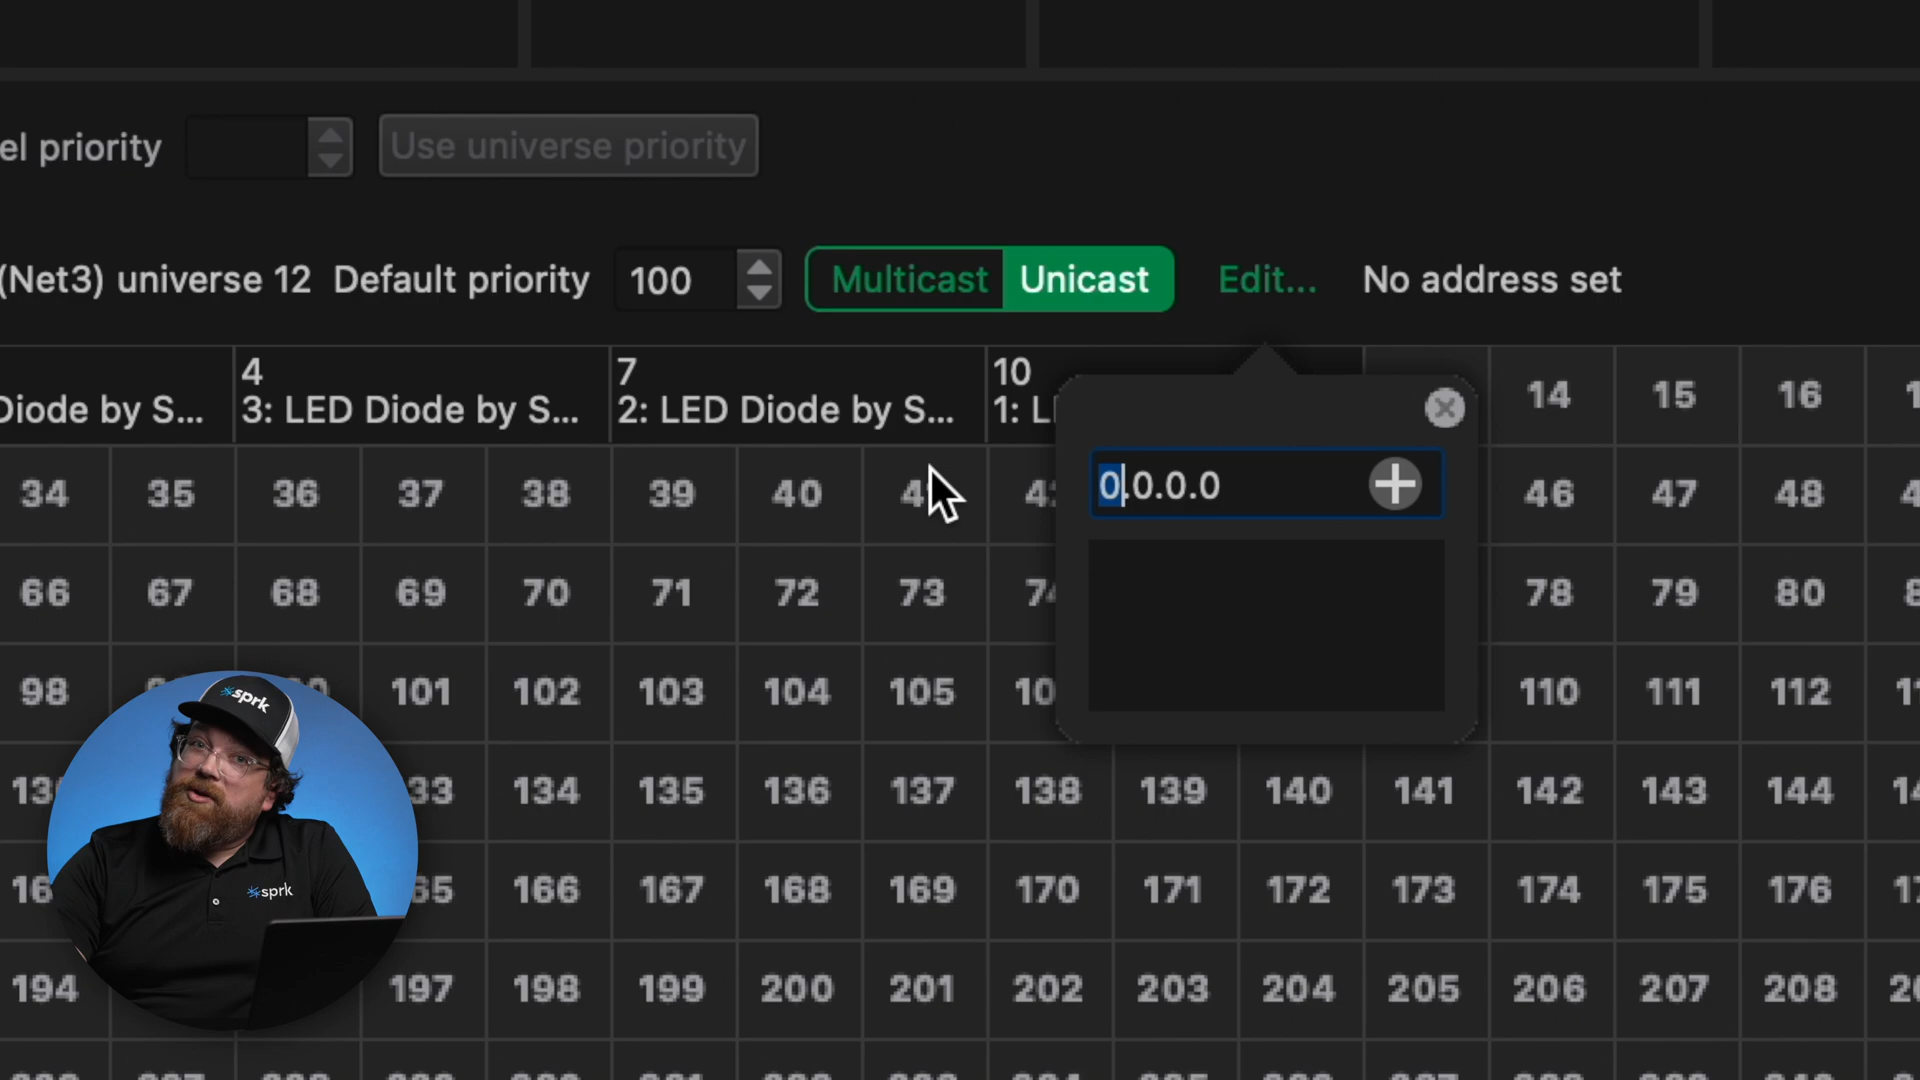 el priority Use universe priority
(Net3) universe 12 Default priority 100 Multicast Unicast Edit... No address set
4 7 10 14 15 16
Diode by S... 3: LED Diode by S... 2: LED Diode by S... 1:
0.0.0.0
34 35 36 37 38 39 40 46 47 48
66 67 68 69 70 71 72 73 78 79 80
98 101 102 103 104 105 110 111 112
134 135 136 137 138 139 140 141 142 143 144
166 167 168 169 170 171 172 173 174 175 176
194 197 198 199 200 201 202 203 204 205 206 207 208
sprk
sprk